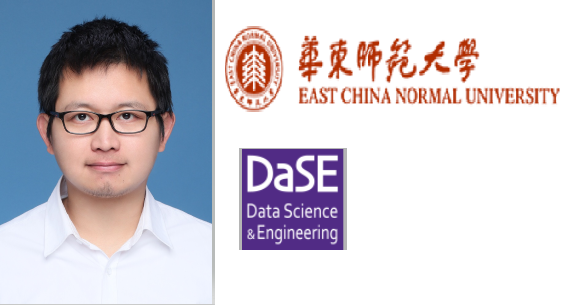 華東師範大學
EAST CHINA NORMAL UNIVERSITY
DaSE
Data Science
& Engineering